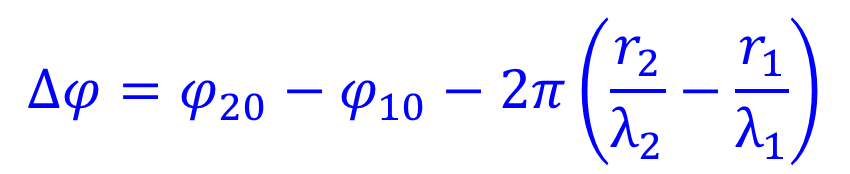 Δφ = φ₂₀ − φ₁₀ − 2π (r₂/λ₂ − r₁/λ₁)